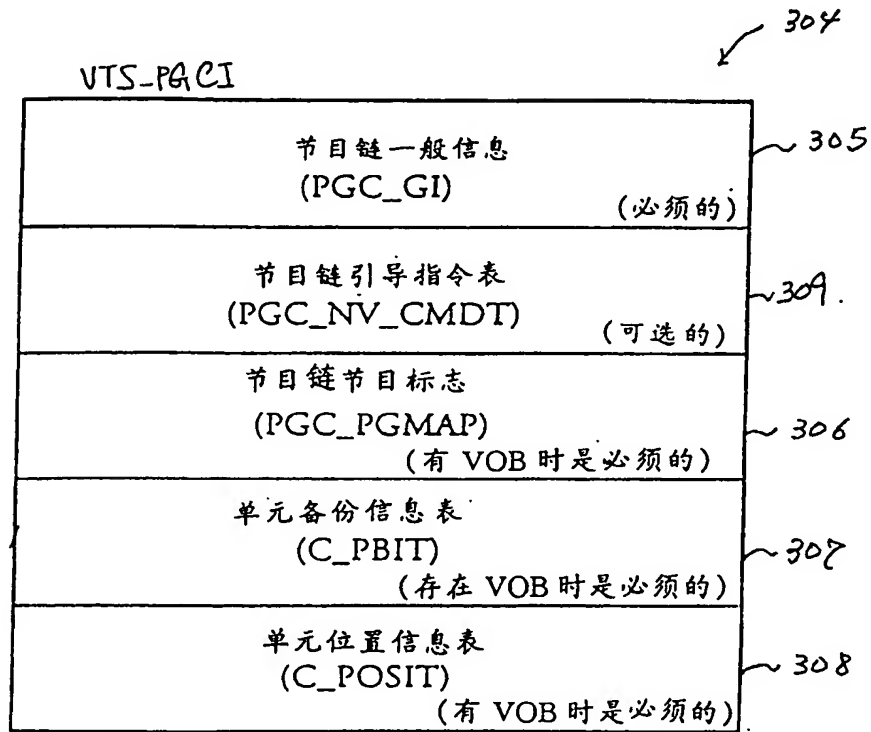 304
VTS-PGCI
节目链一般信息
(PGC_GI)
(必须的)
305
节目链引导指令表
(PGC_NV_CMDT)
(可选的)
309.
节目链节目标志
(PGC_PGMAP)
(有 VOB 时是必须的)
306
单元备份信息表
(C_PBIT)
(存在 VOB 时是必须的)
307
单元位置信息表
(C_POSIT)
(有 VOB 时是必须的)
308